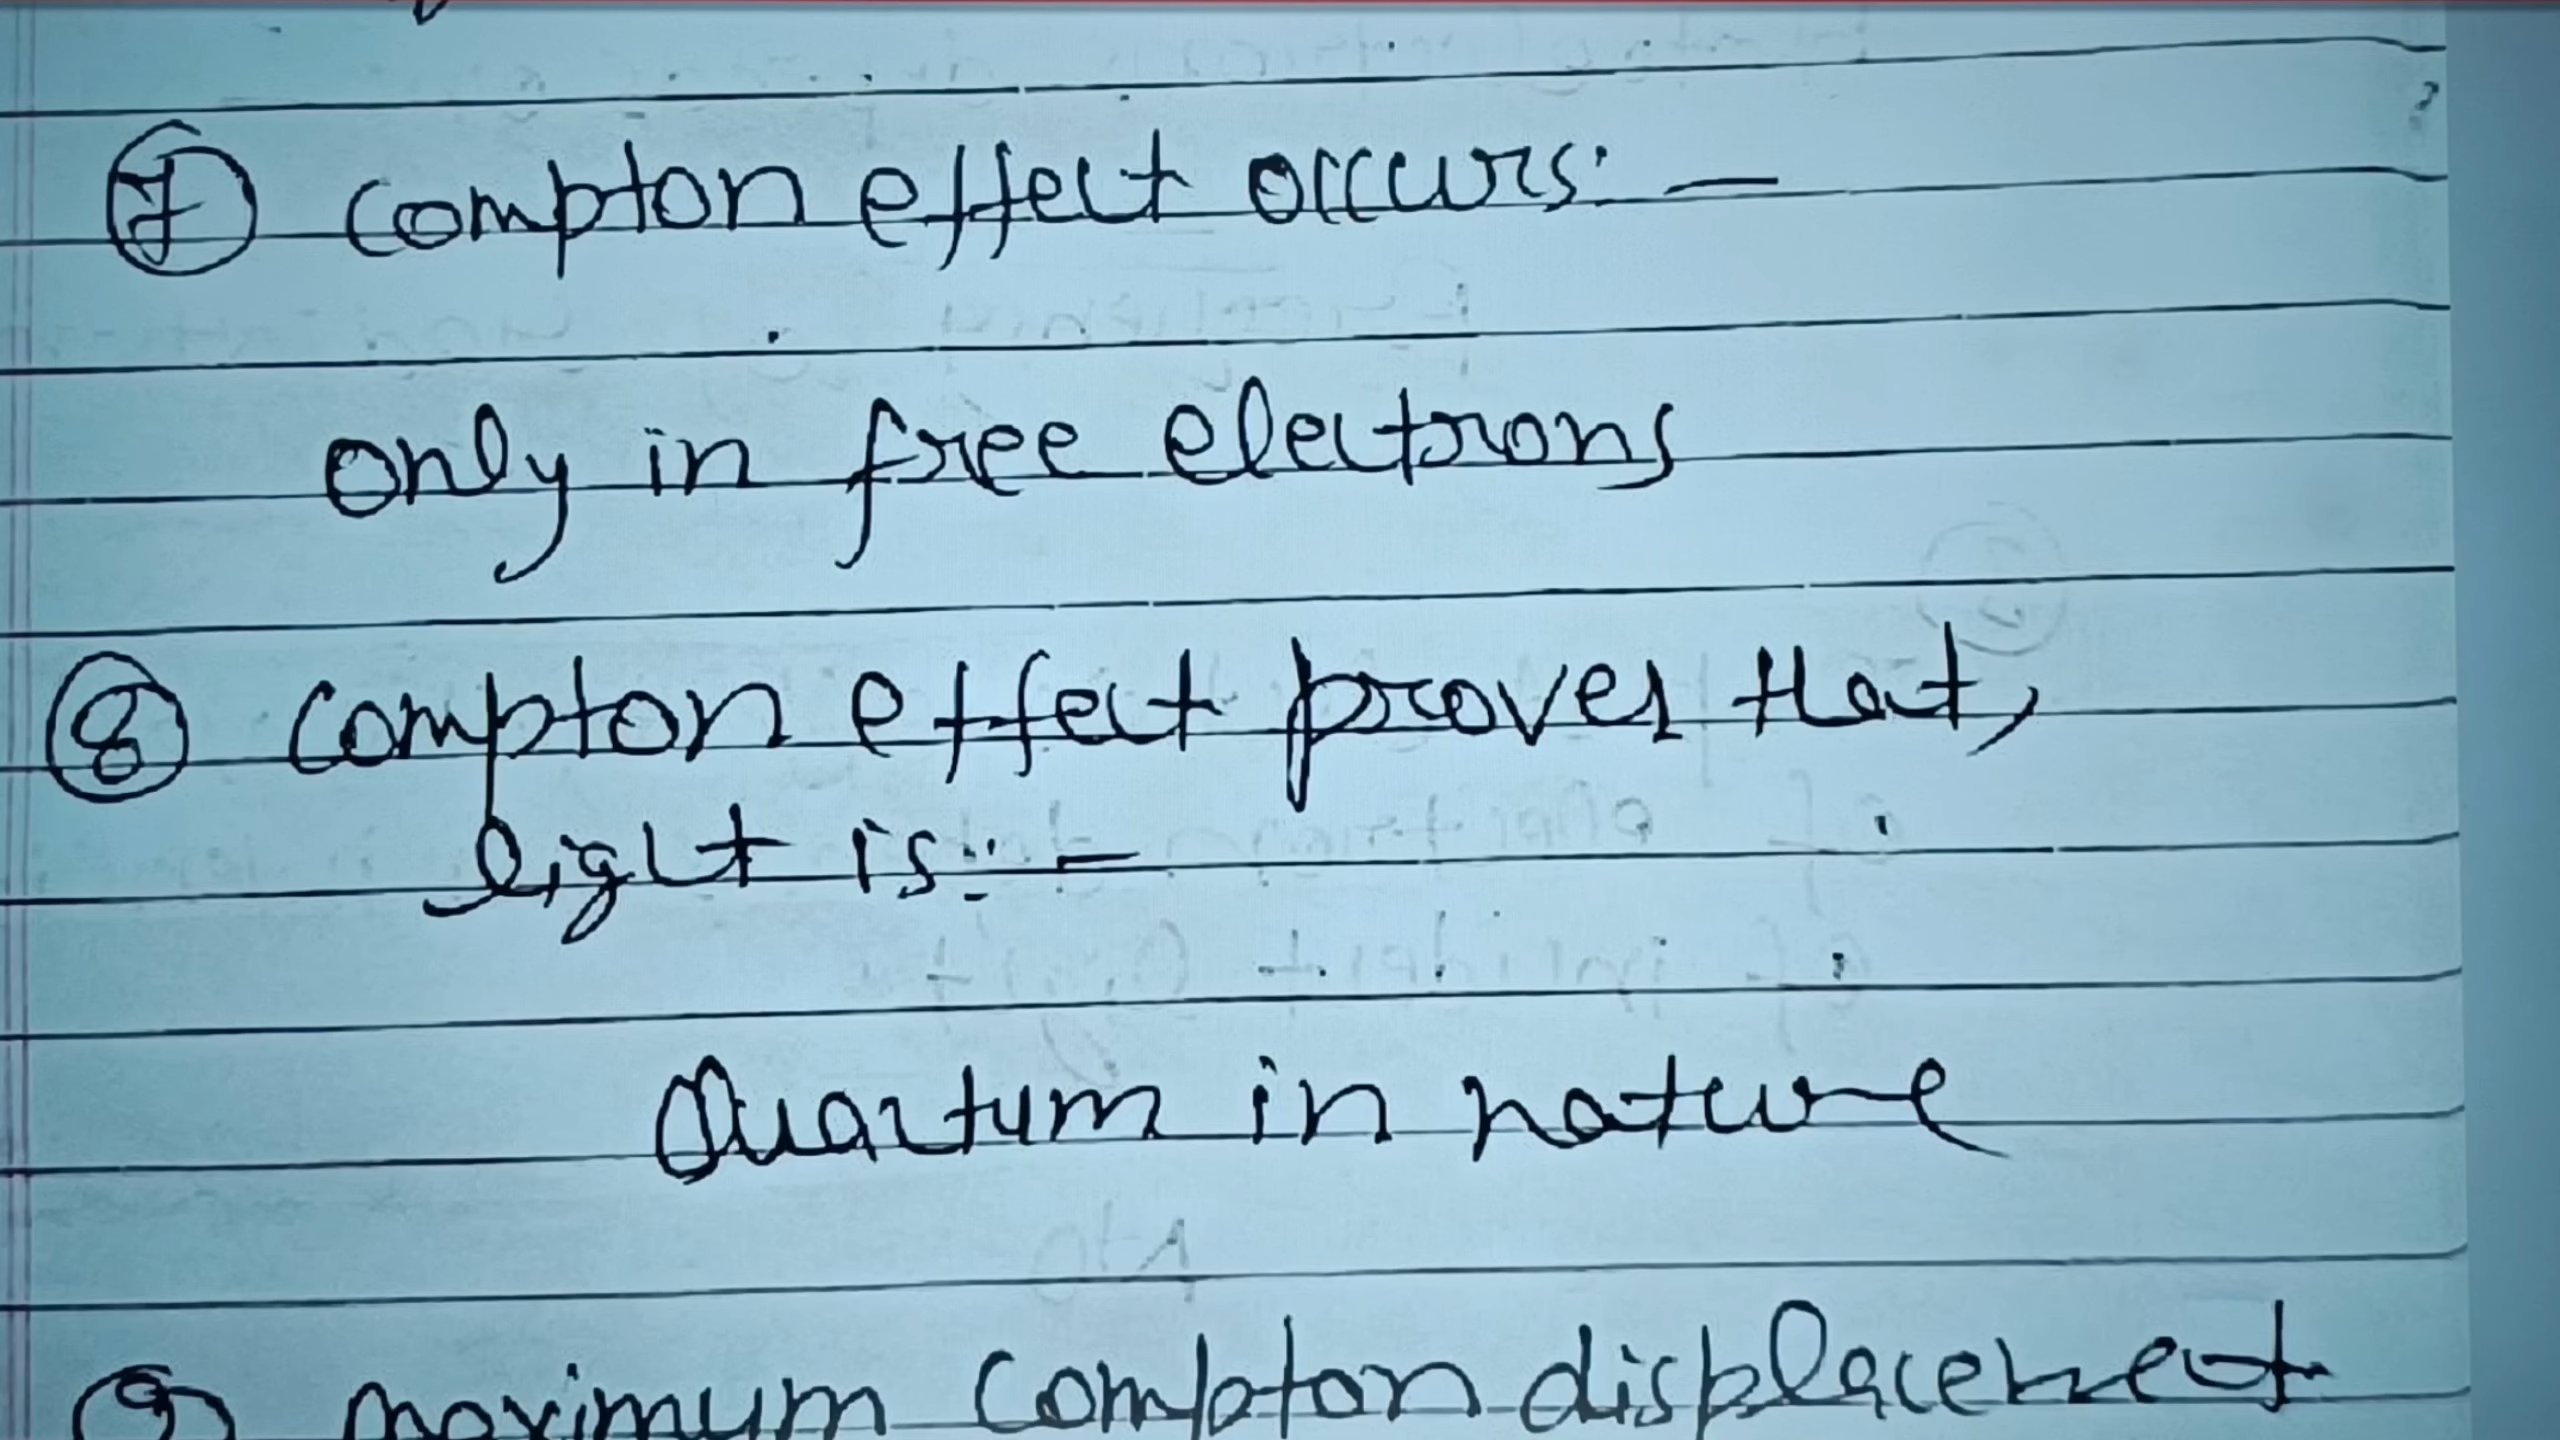 ⑦ Compton effect occurs: —
only in free electrons
⑧ Compton effect proves that,
light is: —
Quantum in nature
⑨ maximum Compton displacement